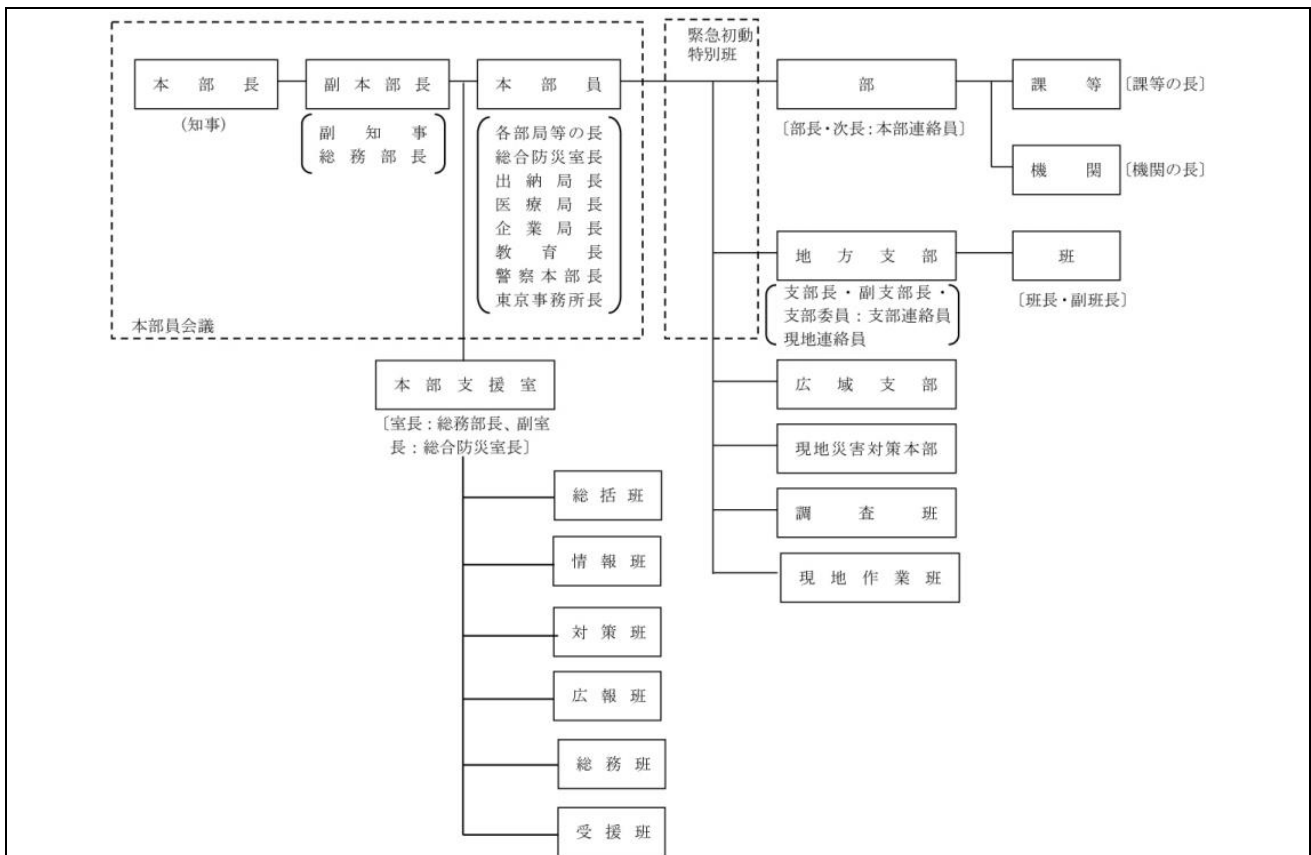 緊急初動
特別班
本部長
副本部長
本部員
部
課等
〔課等の長〕
(知事)
副知事
総務部長
各部局等の長
総合防災室長
出納局長
医療局長
企業局長
教育長
警察本部長
東京事務所長
〔部長・次長：本部連絡員〕
機関
〔機関の長〕
地方支部
班
支部長・副支部長・
支部委員：支部連絡員
現地連絡員
〔班長・副班長〕
本部員会議
本部支援室
〔室長：総務部長、副室
長：総合防災室長〕
広域支部
現地災害対策本部
調査班
現地作業班
総括班
情報班
対策班
広報班
総務班
受援班